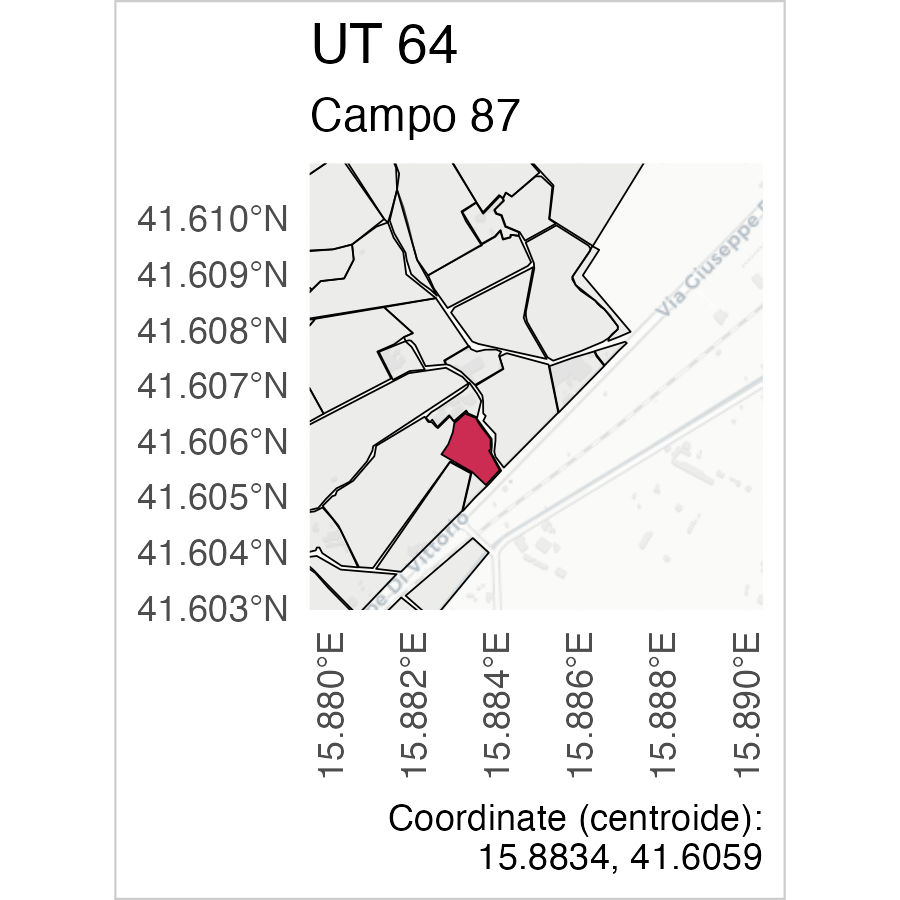 UT 64
Campo 87
41.610°N
41.609°N
41.608°N
41.607°N
41.606°N
41.605°N
41.604°N
41.603°N
Via Giuseppe
Di Vittorio
15.880°E
15.882°E
15.884°E
15.886°E
15.888°E
15.890°E
Coordinate (centroide):
15.8834, 41.6059